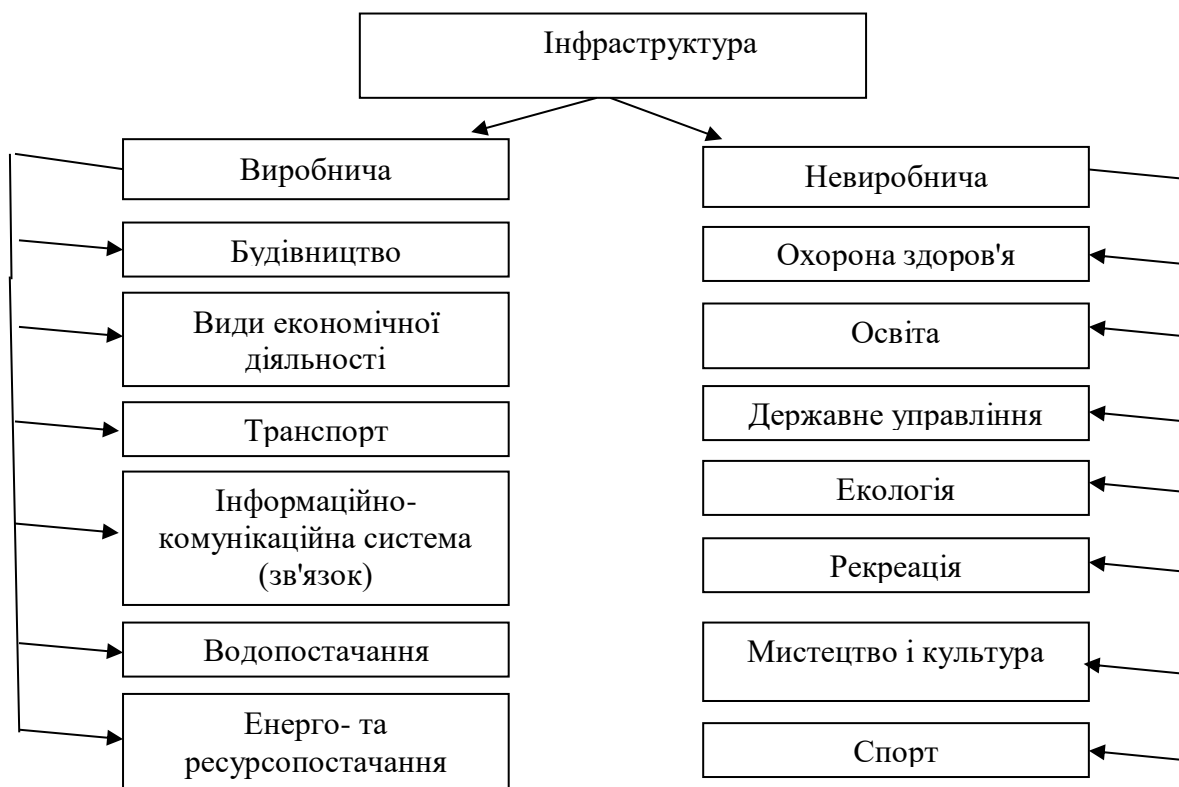 Інфраструктура
Виробнича
Будівництво
Види економічної
діяльності
Транспорт
Інформаційно-
комунікаційна система
(зв'язок)
Водопостачання
Енерго- та
ресурсопостачання
Невиробнича
Охорона здоров'я
Освіта
Державне управління
Екологія
Рекреація
Мистецтво і культура
Спорт